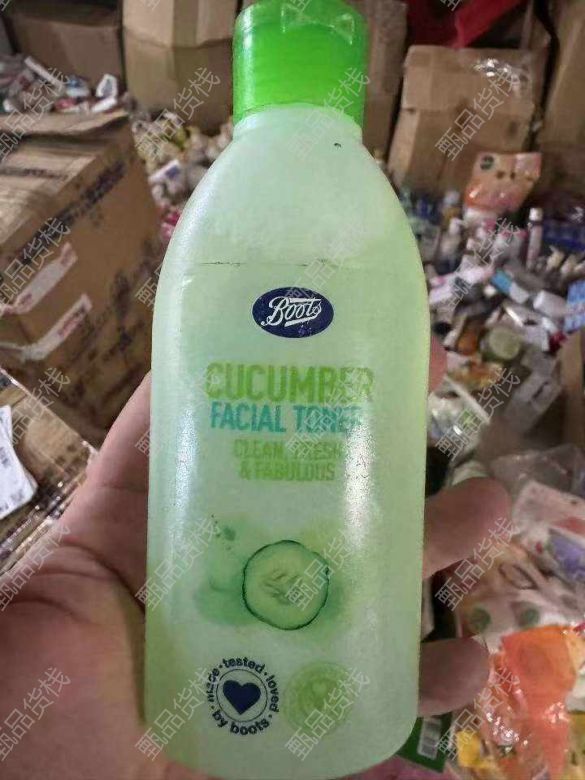 Boots
CUCUMBER
FACIAL TONER
CLEAN, FRESH
& FABULOUS
made • tested • loved
by boots
甄品货栈